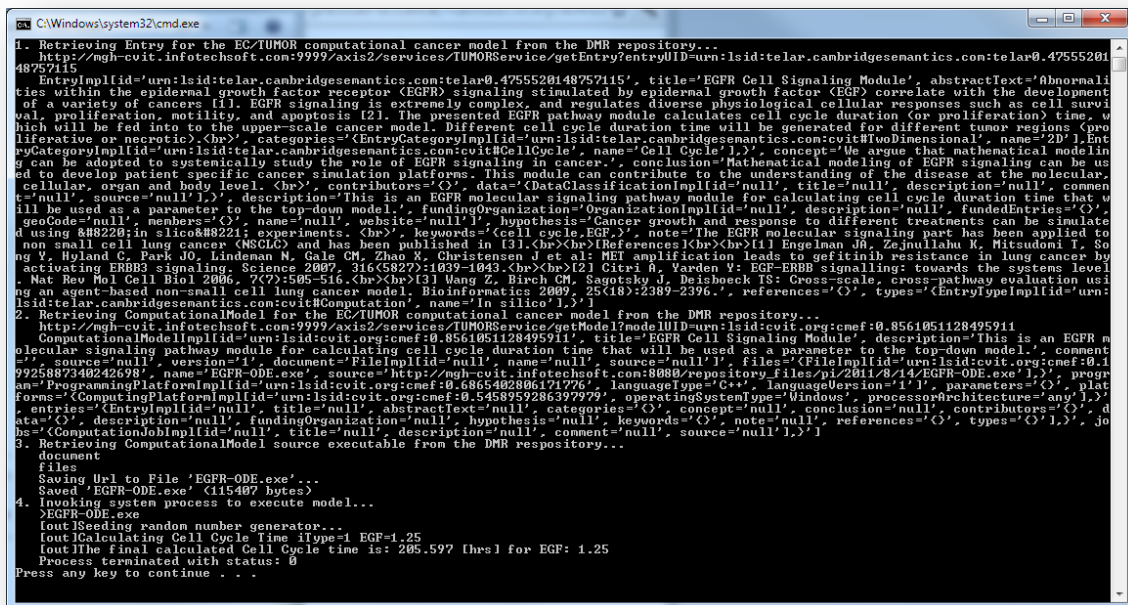 C:\Windows\system32\cmd.exe
1. Retrieving Entry for the EC/TUMOR computational cancer model from the DMR repository...
http://mgh-cvit.infotechsoft.com:9999/axis2/services/TUMORService/getEntry?entryUID=urn:lsid:telar.cambridgesemantics.com:telar0.47555201
48757115
EntryImpl[id='urn:lsid:telar.cambridgesemantics.com:telar0.4755520148757115', title='EGFR Cell Signaling Module', abstractText='Abnormali
ties within the epidermal growth factor receptor (EGFR) signaling stimulated by epidermal growth factor (EGF) correlate with the development
of a variety of cancers [1]. EGFR signaling is extremely complex, and regulates diverse physiological cellular responses such as cell survi
val, proliferation, motility, and apoptosis [2]. The presented EGFR pathway module calculates cell cycle duration (or proliferation) time, w
hich will be fed into to the upper-scale cancer model. Different cell cycle duration time will be generated for different tumor regions (pro
liferative or necrotic).<br>', categories='{EntryCategoryImpl[id='urn:lsid:telar.cambridgesemantics.com:cvit#TwoDimensional', name='2D'],Ent
ryCategoryImpl[id='urn:lsid:telar.cambridgesemantics.com:cvit#CellCycle', name='Cell Cycle'],}', concept='We argue that mathematical modelin
g can be adopted to systemically study the role of EGFR signaling in cancer.', conclusion='Mathematical modeling of EGFR signaling can be us
ed to develop patient specific cancer simulation platforms. This module can contribute to the understanding of the disease at the molecular,
cellular, organ and body level. <br>', contributors='{}', data='{DataClassificationImpl[id='null', title='null', description='null', commen
t='null', source='null'],}', description='This is an EGFR molecular signaling pathway module for calculating cell cycle duration time that w
ill be used as a parameter to the top-down model.', fundingOrganization='OrganizationImpl[id='null', description='null', fundedEntries='{}',
geoCode='null', members='{}', name='null', website='null']', hypothesis='Cancer growth and response to different treatments can be simulate
d using &#8220;in slico&#8221; experiments. <br>', keywords='{cell cycle,EGF,}', note='The EGFR molecular signaling part has been applied to
non small cell lung cancer (NSCLC) and has been published in [3].<br><br>[References]<br><br>[1] Engelman JA, Zejnullahu K, Mitsudomi T, So
ng Y, Hyland C, Park JO, Lindeman N, Gale CM, Zhao X, Christensen J et al: MET amplification leads to gefitinib resistance in lung cancer by
activating ERBB3 signaling. Science 2007, 316(5827):1039-1043.<br><br>[2] Citri A, Yarden Y: EGF-ERBB signalling: towards the systems level
. Nat Rev Mol Cell Biol 2006, 7(7):505-516.<br><br>[3] Wang Z, Birch CM, Sagotsky J, Deisboeck TS: Cross-scale, cross-pathway evaluation usi
ng an agent-based non-small cell lung cancer model. Bioinformatics 2009, 25(18):2389-2396.', references='{}', types='{EntryTypeImpl[id='urn:
lsid:telar.cambridgesemantics.com:cvit#Computation', name='In silico'],}']
2. Retrieving ComputationalModel for the EC/TUMOR computational cancer model from the DMR repository...
http://mgh-cvit.infotechsoft.com:9999/axis2/services/TUMORService/getModel?modelUID=urn:lsid:cvit.org:cmef:0.8561051128495911
ComputationalModelImpl[id='urn:lsid:cvit.org:cmef:0.8561051128495911', title='EGFR Cell Signaling Module', description='This is an EGFR m
olecular signaling pathway module for calculating cell cycle duration time that will be used as a parameter to the top-down model.', comment
='', source='null', version='1', document='FileImpl[id='null', name='null', source='null']', files='{FileImpl[id='urn:lsid:cvit.org:cmef:0.1
9925887340242698', name='EGFR-ODE.exe', source='http://mgh-cvit.infotechsoft.com:8080/repository_files/pi/2011/8/14/EGFR-ODE.exe'],}', progr
am='ProgrammingPlatformImpl[id='urn:lsid:cvit.org:cmef:0.6865402806171776', languageType='C++', languageVersion='1']', parameters='{}', plat
forms='{ComputingPlatformImpl[id='urn:lsid:cvit.org:cmef:0.5458959286397979', operatingSystemType='Windows', processorArchitecture='any'],}'
, entries='{EntryImpl[id='null', title='null', abstractText='null', categories='{}', concept='null', conclusion='null', contributors='{}', d
ata='{}', description='null', fundingOrganization='null', hypothesis='null', keywords='{}', note='null', references='{}', types='{}'],}', jo
bs='{ComputationJobImpl[id='null', title='null', description='null', comment='null', source='null'],}']
3. Retrieving ComputationalModel source executable from the DMR respository...
document
files
Saving Url to File 'EGFR-ODE.exe'...
Saved 'EGFR-ODE.exe' (115407 bytes)
4. Invoking system process to execute model...
>EGFR-ODE.exe
[out]Seeding random number generator...
[out]Calculating Cell Cycle Time iType=1 EGF=1.25
[out]The final calculated Cell Cycle time is: 205.597 [hrs] for EGF: 1.25
Process terminated with status: 0
Press any key to continue . . .